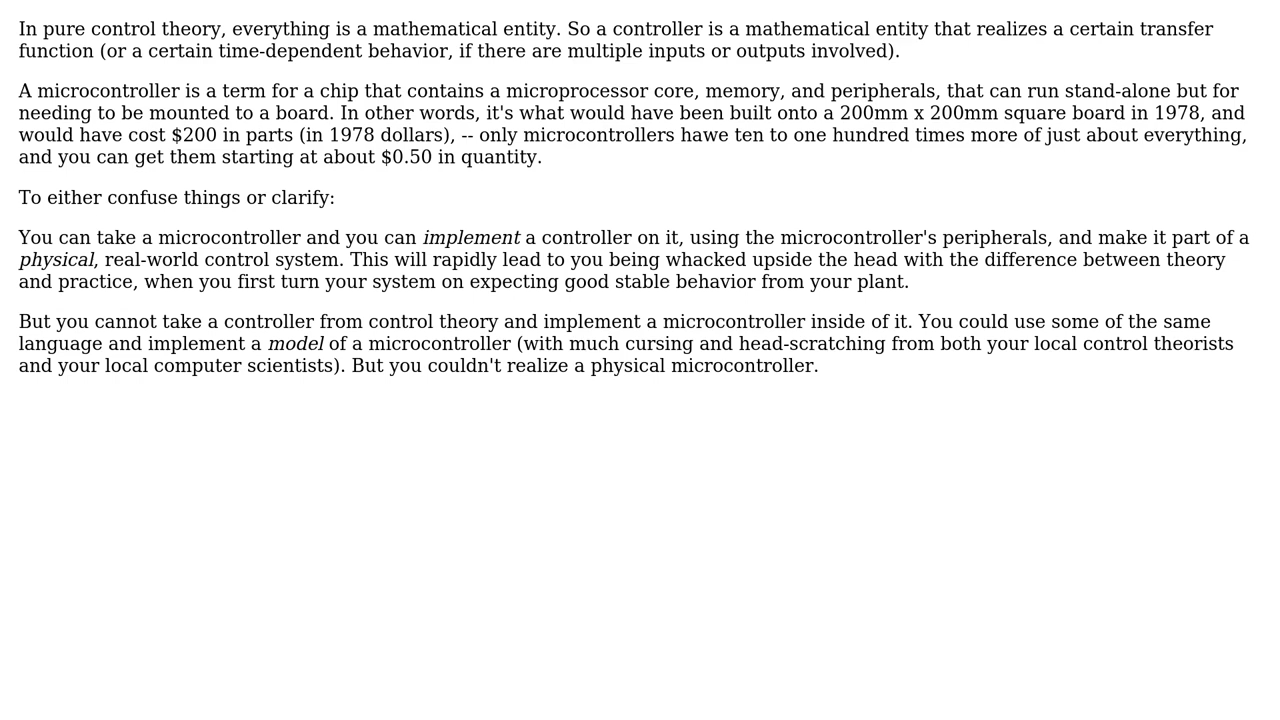 In pure control theory, everything is a mathematical entity. So a controller is a mathematical entity that realizes a certain transfer
function (or a certain time-dependent behavior, if there are multiple inputs or outputs involved).
A microcontroller is a term for a chip that contains a microprocessor core, memory, and peripherals, that can run stand-alone but for
needing to be mounted to a board. In other words, it's what would have been built onto a 200mm x 200mm square board in 1978, and
would have cost $200 in parts (in 1978 dollars), -- only microcontrollers hawe ten to one hundred times more of just about everything,
and you can get them starting at about $0.50 in quantity.
To either confuse things or clarify:
You can take a microcontroller and you can implement a controller on it, using the microcontroller's peripherals, and make it part of a
physical, real-world control system. This will rapidly lead to you being whacked upside the head with the difference between theory
and practice, when you first turn your system on expecting good stable behavior from your plant.
But you cannot take a controller from control theory and implement a microcontroller inside of it. You could use some of the same
language and implement a model of a microcontroller (with much cursing and head-scratching from both your local control theorists
and your local computer scientists). But you couldn't realize a physical microcontroller.